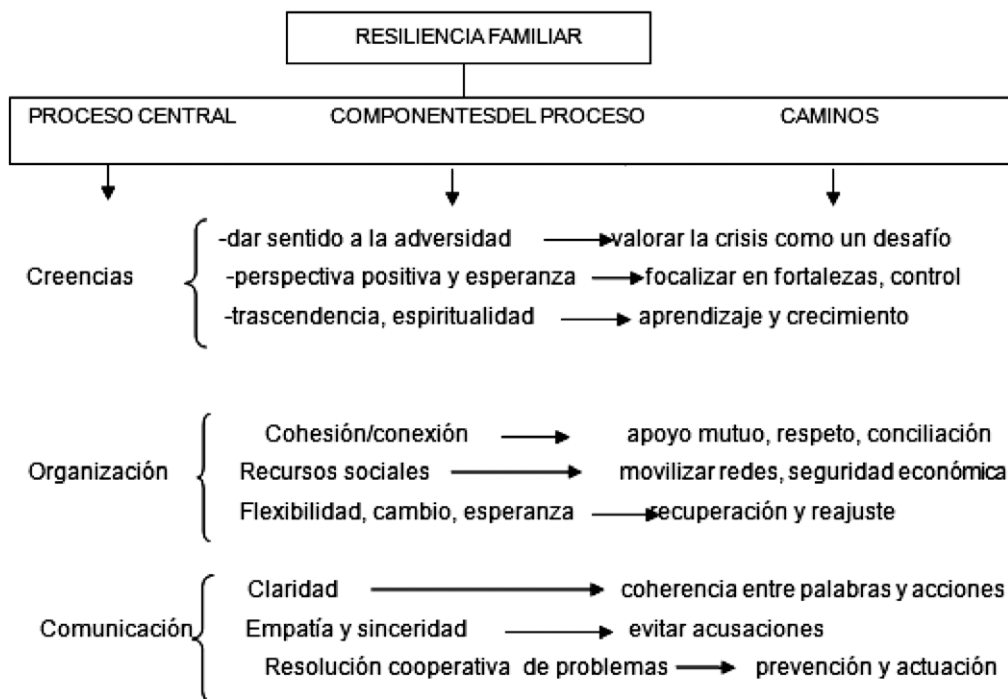 RESILIENCIA FAMILIAR
PROCESO CENTRAL COMPONENTESDEL PROCESO CAMINOS
-dar sentido a la adversidad valorar la crisis como un desafío
Creencias -perspectiva positiva y esperanza focalizar en fortalezas, control
-trascendencia, espiritualidad aprendizaje y crecimiento
Cohesión/conexión apoyo mutuo, respeto, conciliación
Organización Recursos sociales movilizar redes, seguridad económica
Flexibilidad, cambio, esperanza recuperación y reajuste
Claridad coherencia entre palabras y acciones
Comunicación Empatía y sinceridad evitar acusaciones
Resolución cooperativa de problemas prevención y actuación